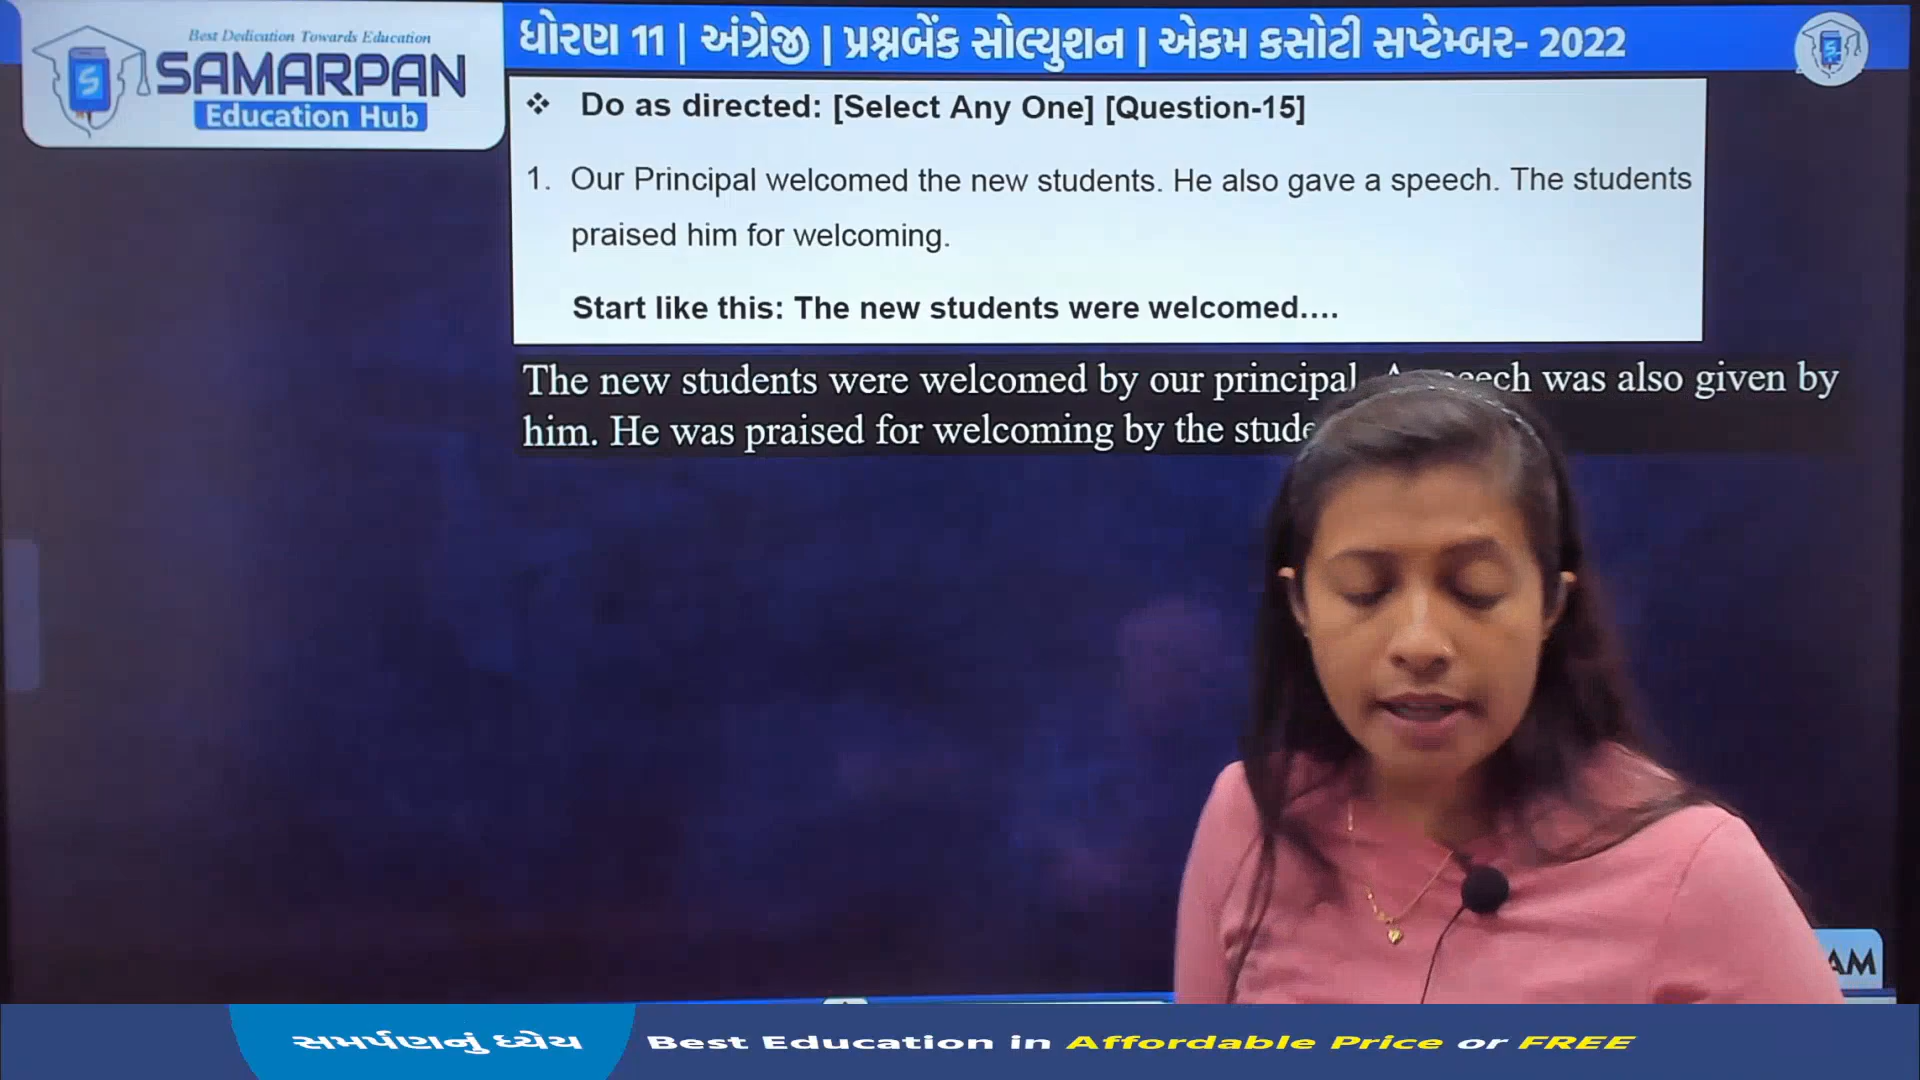 Best Dedication Towards Education
SAMARPAN
Education Hub
ધોરણ 11 | અંગ્રેજી | પ્રશ્નબેંક સોલ્યુશન | એકમ કસોટી સપ્ટેમ્બર- 2022
❖ Do as directed: [Select Any One] [Question-15]
1. Our Principal welcomed the new students. He also gave a speech. The students
praised him for welcoming.
Start like this: The new students were welcomed....
The new students were welcomed by our principal. was also given by
him. He was praised for welcoming by the
સમર્પણનું ધ્યેય
Best Education in Affordable Price or FREE